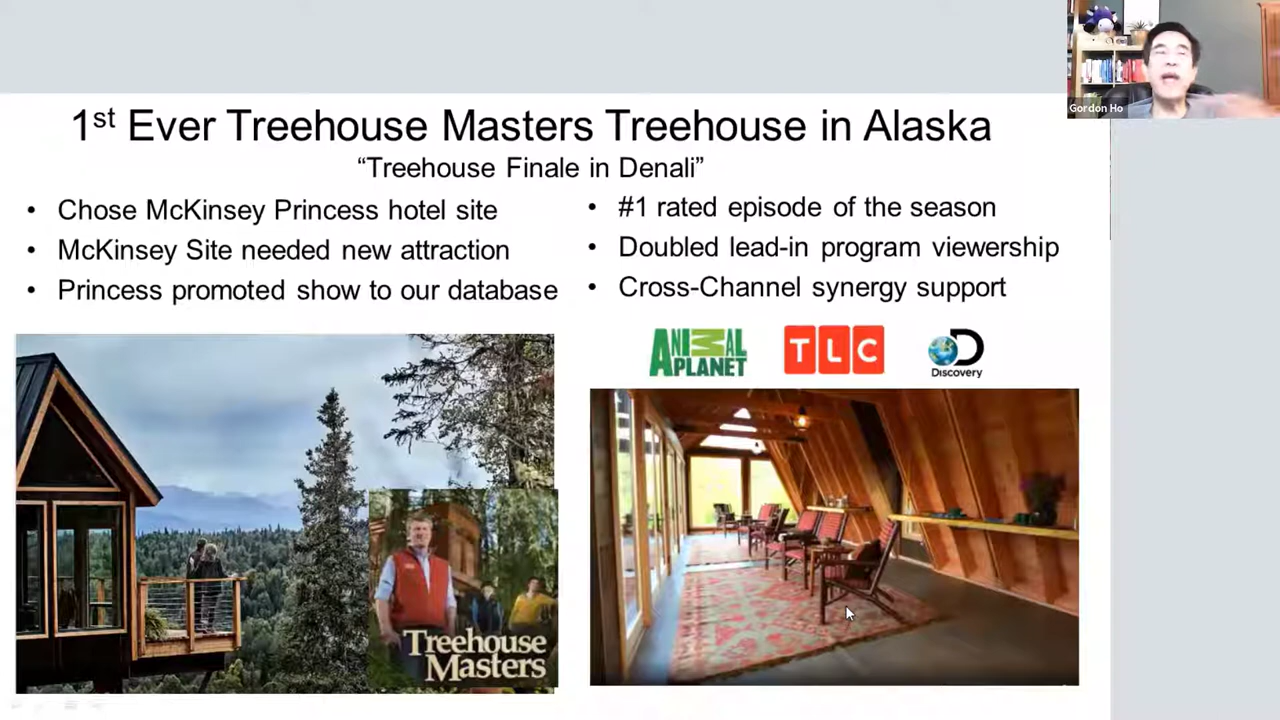 Gordon Ho
1st Ever Treehouse Masters Treehouse in Alaska
“Treehouse Finale in Denali”
• Chose McKinsey Princess hotel site
• McKinsey Site needed new attraction
• Princess promoted show to our database
• #1 rated episode of the season
• Doubled lead-in program viewership
• Cross-Channel synergy support
ANIMAL
PLANET
TLC
D
Discovery
Treehouse
Masters